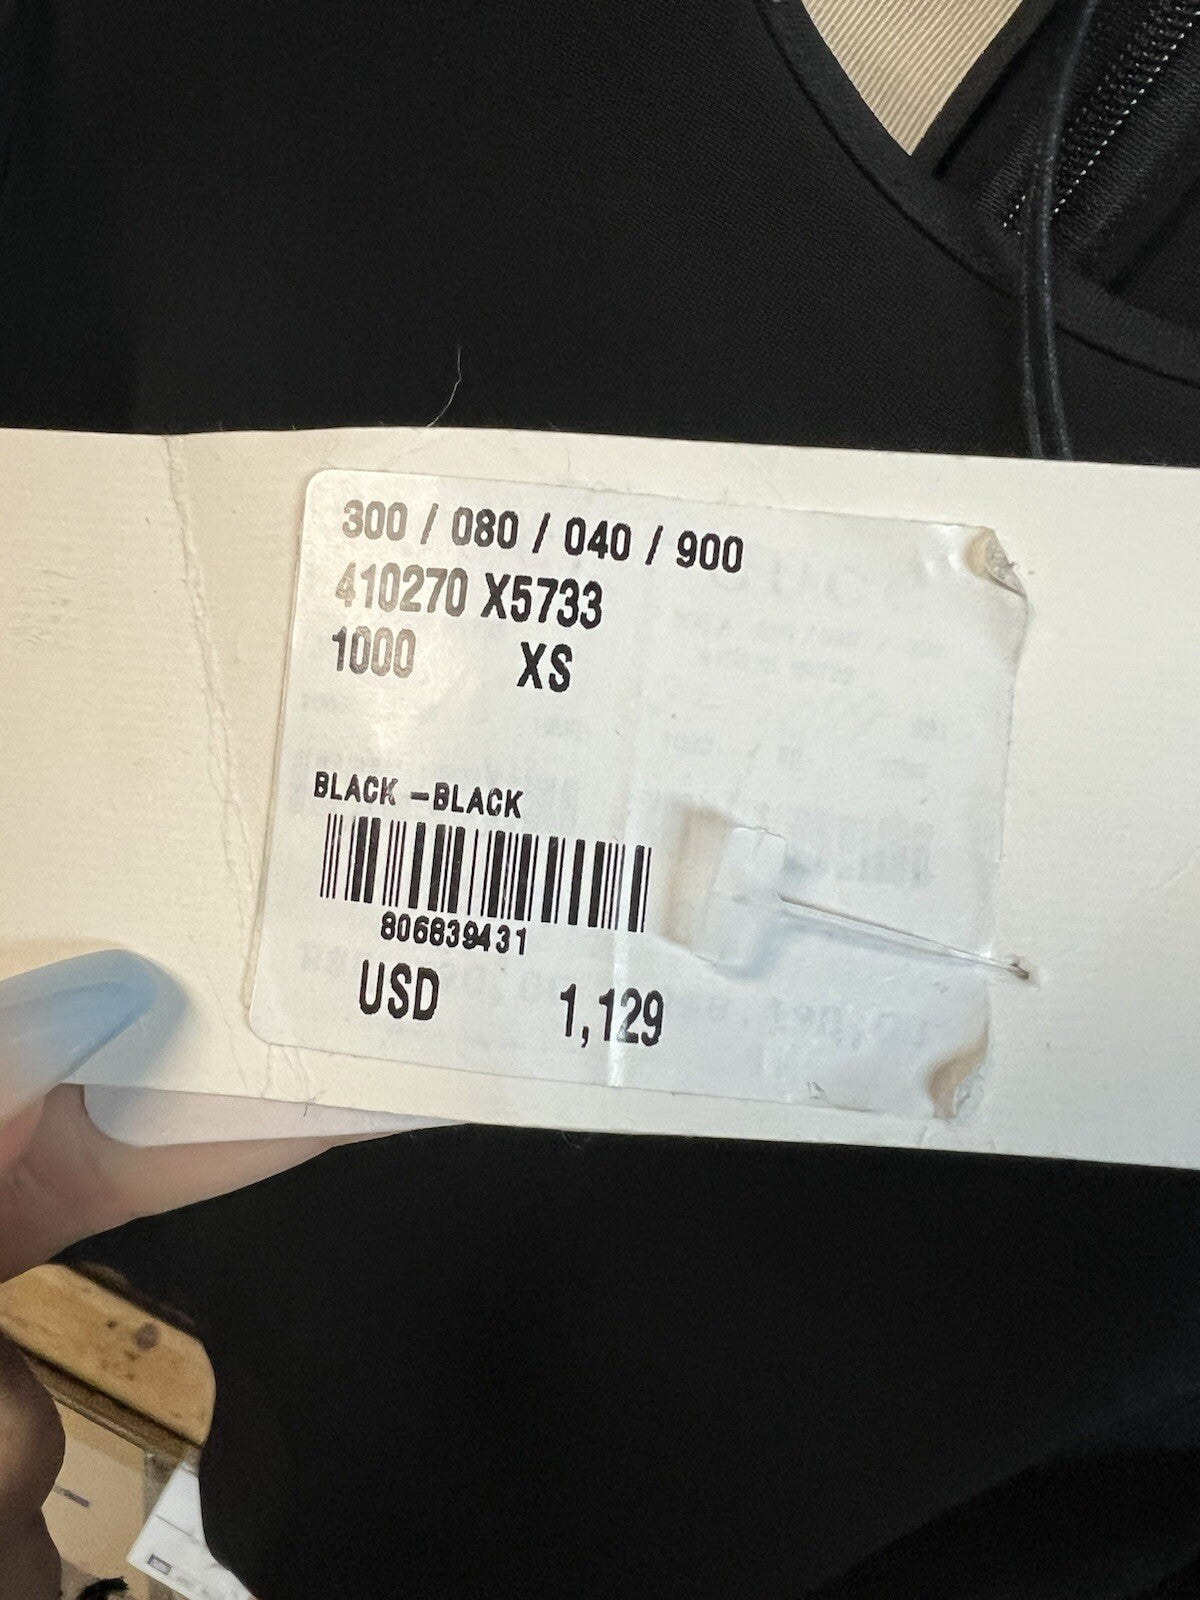 300 / 080 / 040 / 900
410270 X5733
1000 XS
BLACK -BLACK
806839431
USD 1,129